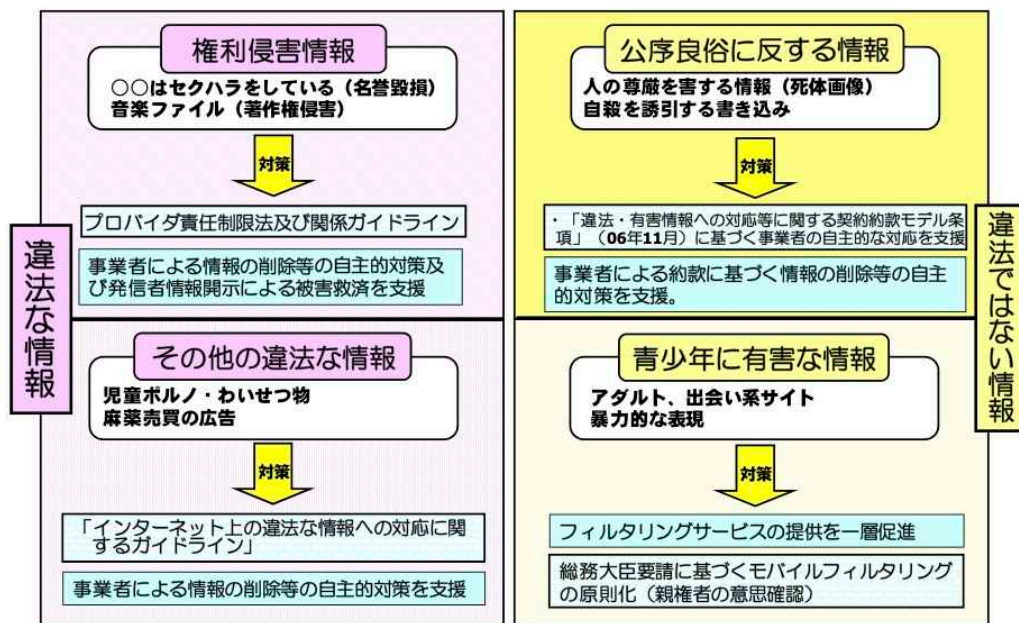 違法な情報
権利侵害情報
○○はセクハラをしている（名誉毀損）
音楽ファイル（著作権侵害）
対策
プロバイダ責任制限法及び関係ガイドライン
事業者による情報の削除等の自主的対策及
び発信者情報開示による被害救済を支援
その他の違法な情報
児童ポルノ・わいせつ物
麻薬売買の広告
対策
「インターネット上の違法な情報への対応に関
するガイドライン」
事業者による情報の削除等の自主的対策を支援
違法ではない情報
公序良俗に反する情報
人の尊厳を害する情報（死体画像）
自殺を誘引する書き込み
対策
・「違法・有害情報への対応等に関する契約約款モデル条
項」（06年11月）に基づく事業者の自主的な対応を支援
事業者による約款に基づく情報の削除等の自主
的対策を支援。
青少年に有害な情報
アダルト、出会い系サイト
暴力的な表現
対策
フィルタリングサービスの提供を一層促進
総務大臣要請に基づくモバイルフィルタリング
の原則化（親権者の意思確認）